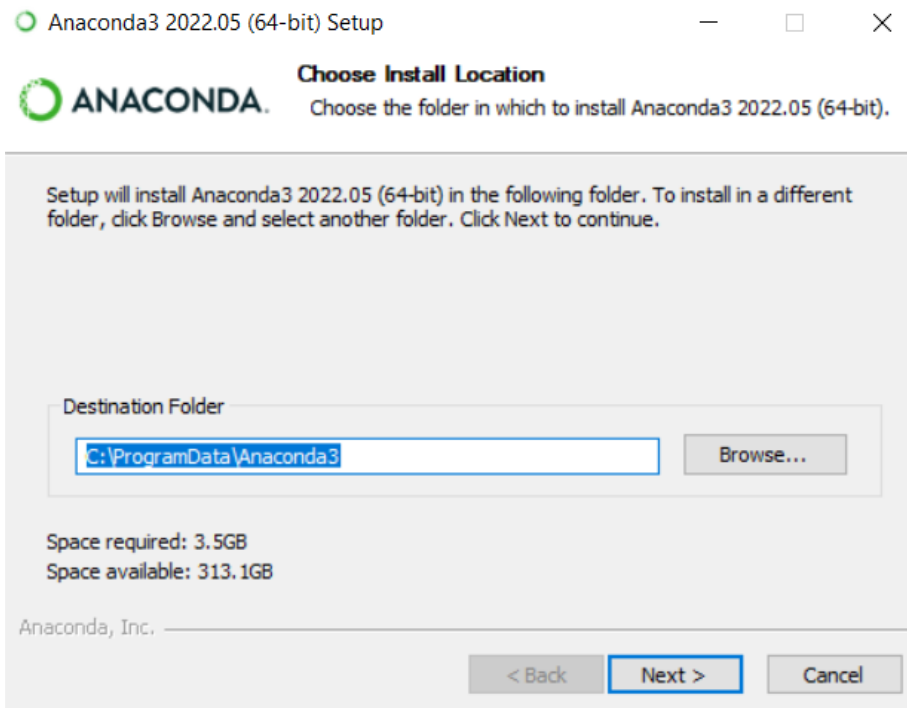 Anaconda3 2022.05 (64-bit) Setup
ANACONDA.
Choose Install Location
Choose the folder in which to install Anaconda3 2022.05 (64-bit).
Setup will install Anaconda3 2022.05 (64-bit) in the following folder. To install in a different
folder, click Browse and select another folder. Click Next to continue.
Destination Folder
C:\ProgramData\Anaconda3
Browse...
Space required: 3.5GB
Space available: 313.1GB
Anaconda, Inc.
< Back
Next >
Cancel